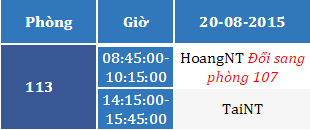 Phòng Giờ 20-08-2015
113
08:45:00-
10:15:00
HoangNT Đổi sang
phòng 107
14:15:00-
15:45:00
TaiNT